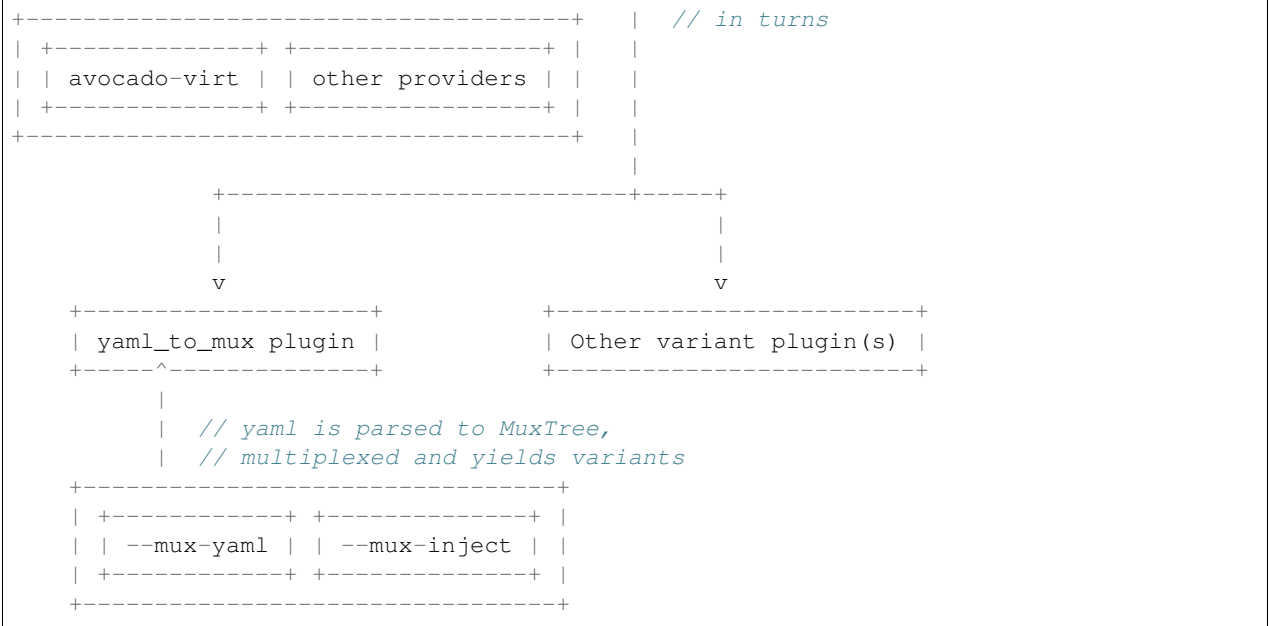 +--------------------------------------+   |  // in turns
| +--------------+ +-----------------+ |   |
| | avocado-virt | | other providers | |   |
| +--------------+ +-----------------+ |   |
+--------------------------------------+   |
                                           |
              +----------------------------+-----+
              |                                  |
              |                                  |
              v                                  v
    +--------------------+           +-------------------------+
    | yaml_to_mux plugin |           | Other variant plugin(s) |
    +-----^--------------+           +-------------------------+
          |
          |  // yaml is parsed to MuxTree,
          |  // multiplexed and yields variants
    +---------------------------------+
    | +------------+ +--------------+ |
    | | --mux-yaml | | --mux-inject | |
    | +------------+ +--------------+ |
    +---------------------------------+